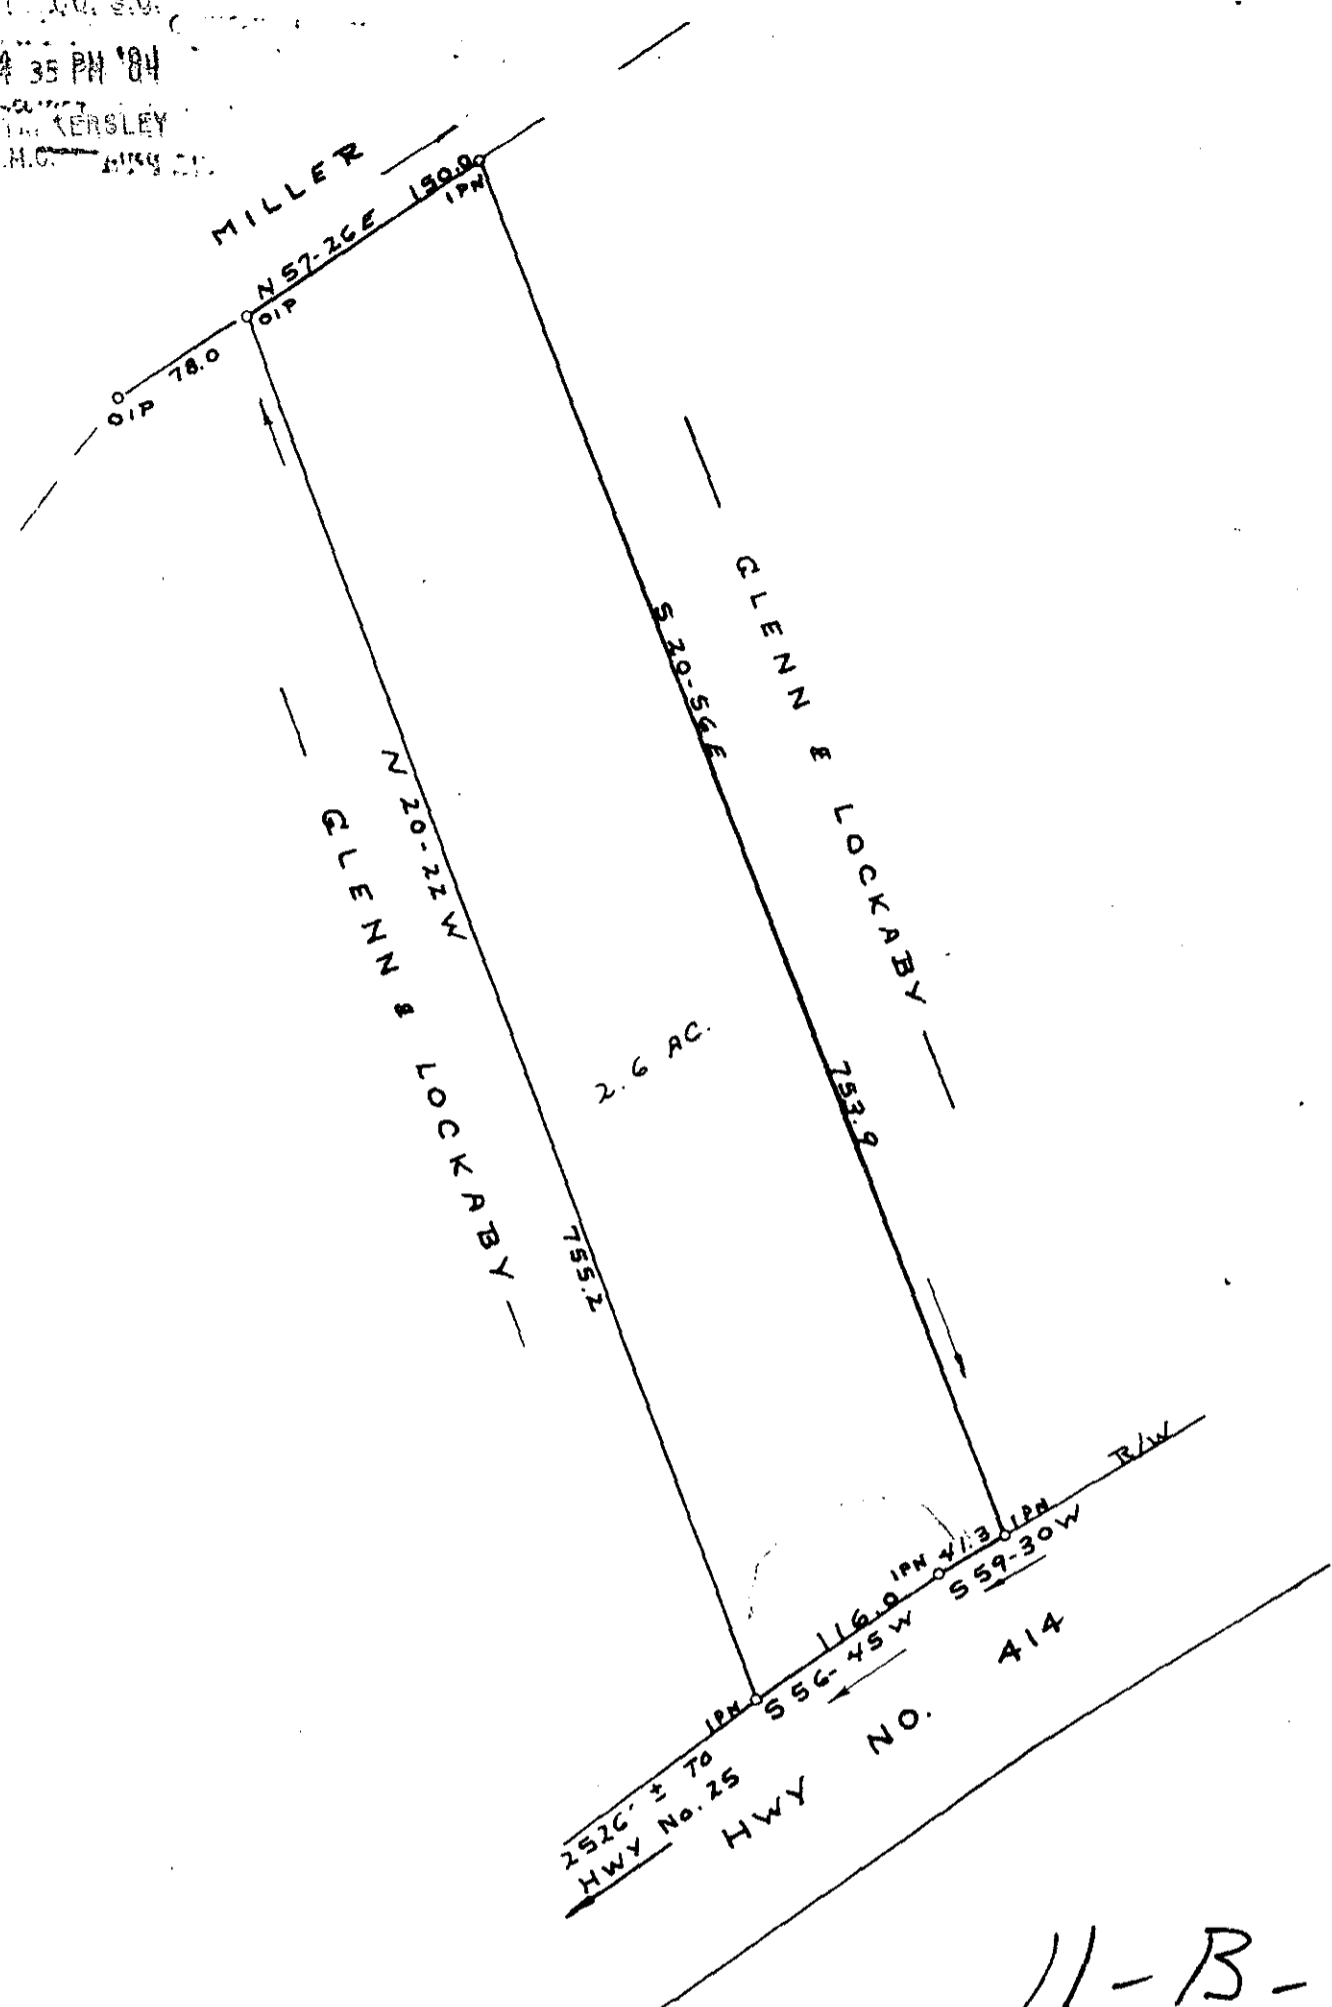 4 35 PM '84
ERSLEY
MILLER
N 57-26 E 150.0
IPN
OIP
78.0
OIP
S 20-56 E
753.9
GLENN E LOCKABY
N 20-22 W
755.2
GLENN E LOCKABY
2.6 AC.
R/W
IPN
41.3
S 59-30 W
IPN
116.0
S 56-45 W
IPN
2526' ± TO
HWY No. 25
HWY NO. 414
11-B-